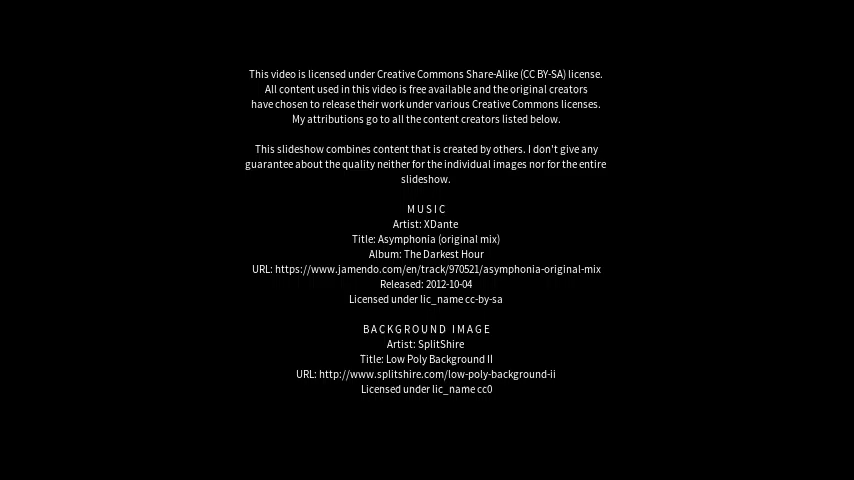 This video is licensed under Creative Commons Share-Alike (CC BY-SA) license.
All content used in this video is free available and the original creators
have chosen to release their work under various Creative Commons licenses.
My attributions go to all the content creators listed below.
This slideshow combines content that is created by others. I don't give any
guarantee about the quality neither for the individual images nor for the entire
slideshow.
MUSIC
Artist: XDante
Title: Asymphonia (original mix)
Album: The Darkest Hour
URL: https://www.jamendo.com/en/track/970521/asymphonia-original-mix
Released: 2012-10-04
Licensed under lic_name cc-by-sa
BACKGROUND IMAGE
Artist: SplitShire
Title: Low Poly Background II
URL: http://www.splitshire.com/low-poly-background-ii
Licensed under lic_name cc0